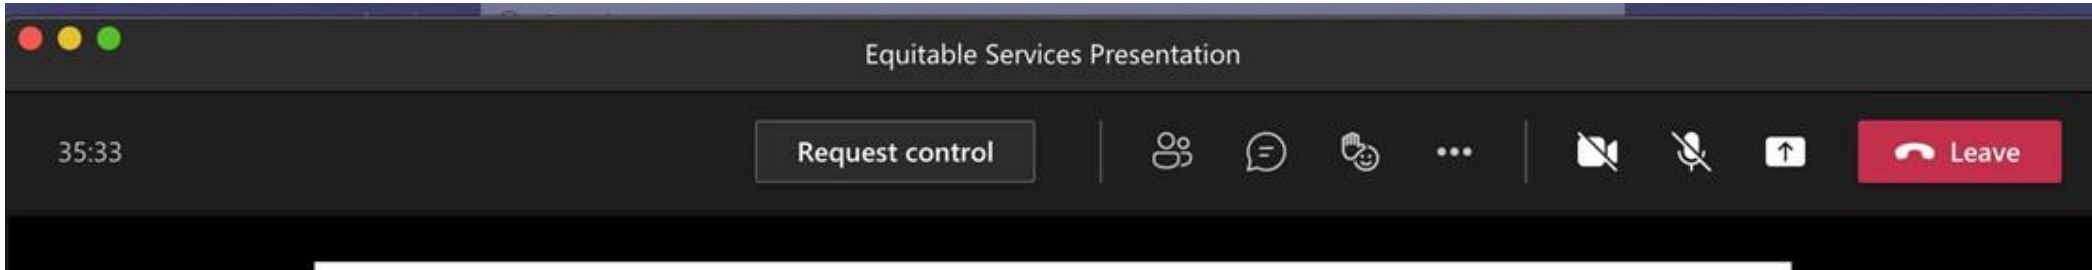 Equitable Services Presentation
35:33 Request control Leave